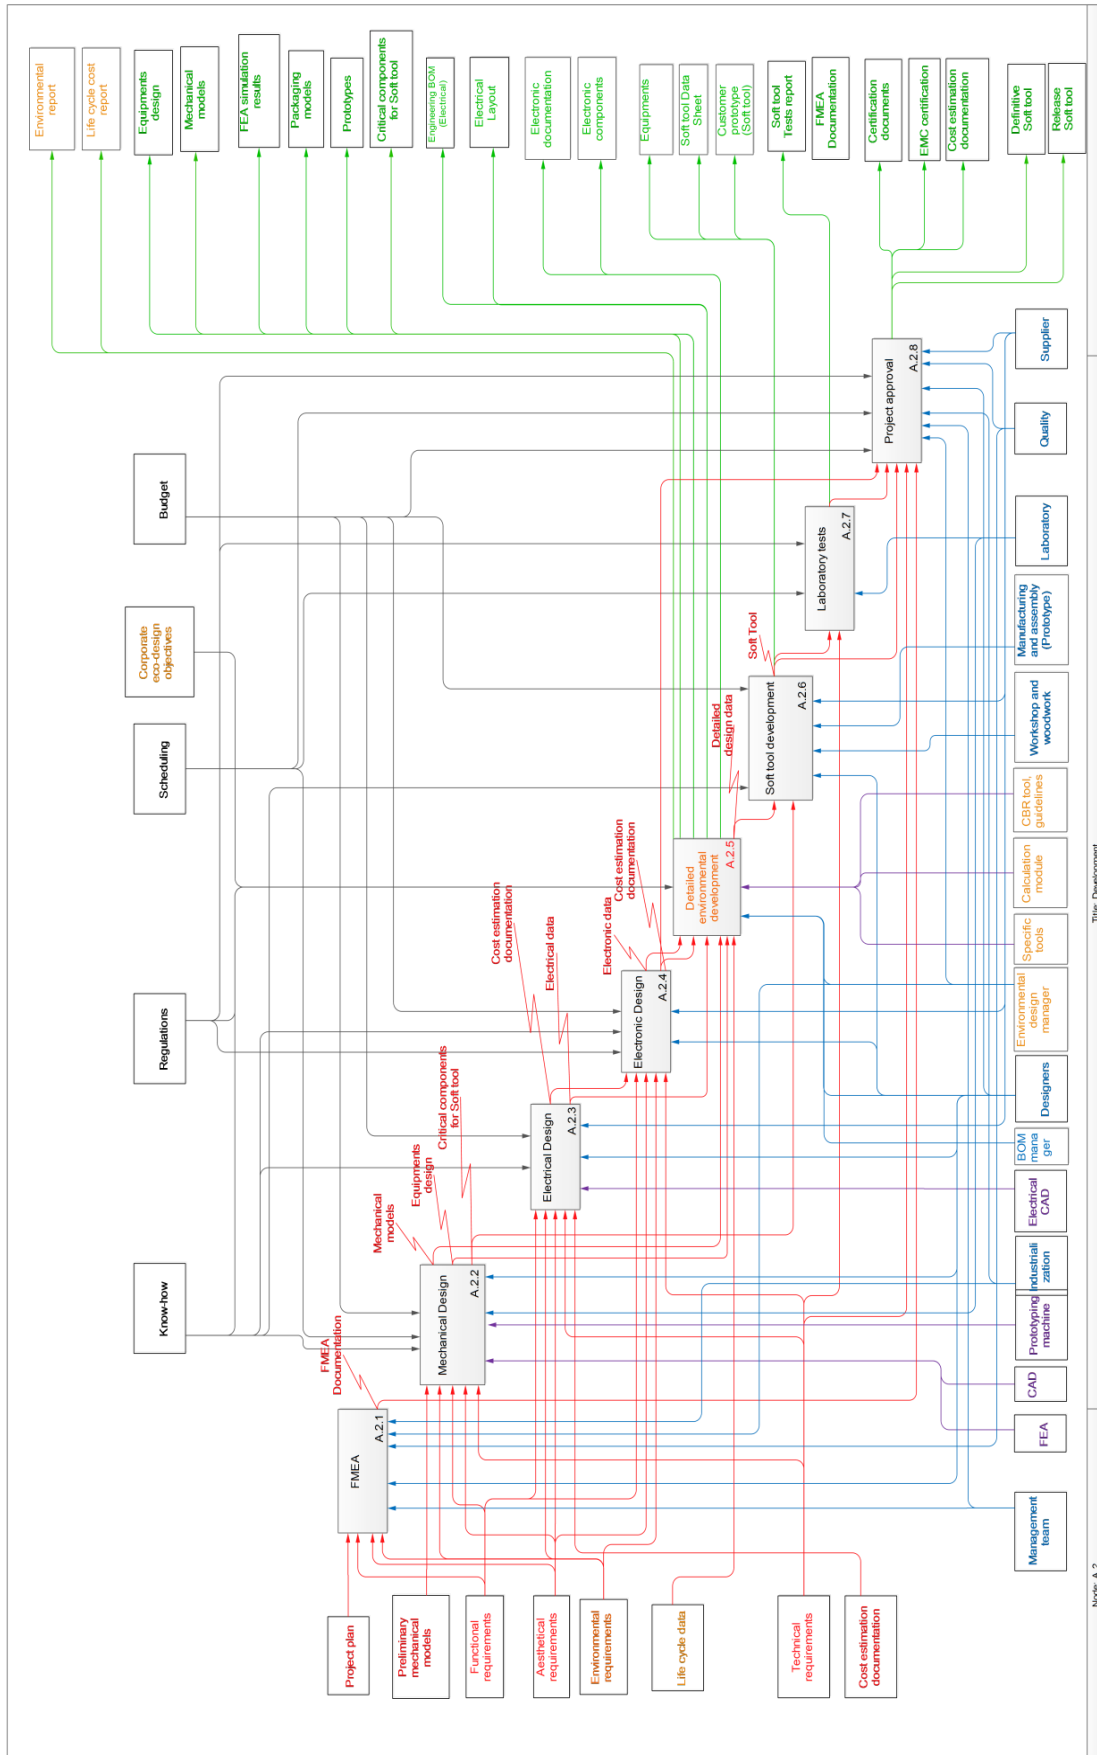 Environmental
report
Life cycle cost
report
Equipments
design
Mechanical
models
FEA simulation
results
Packaging
models
Prototypes
Critical components
for Soft tool
Engineering BOM
(Electrical)
Electrical
Layout
Electronic
documentation
Electronic
components
Equipments
Soft tool Data
Sheet
Customer
prototype
(Soft tool)
Soft tool
Tests report
FMEA
Documentation
Certification
documents
EMC certification
Cost estimation
documentation
Definitive
Soft tool
Release
Soft tool
Know-how
Regulations
Scheduling
Corporate
eco-design
objectives
Budget
FMEA
A.2.1
FMEA
Documentation
Mechanical Design
A.2.2
Mechanical
models
Equipments
design
Critical components
for Soft tool
Electrical Design
A.2.3
Cost estimation
documentation
Electrical data
Electronic Design
A.2.4
Electronic data
Cost estimation
documentation
Detailed
environmental
development
A.2.5
Detailed
design data
Soft tool development
A.2.6
Soft Tool
Laboratory tests
A.2.7
Project approval
A.2.8
Project plan
Preliminary
mechanical
models
Functional
requirements
Aesthetical
requirements
Environmental
requirements
Life cycle data
Technical
requirements
Cost estimation
documentation
Management
team
FEA
CAD
Prototyping
machine
Industriali
zation
Electrical
CAD
BOM
mana
ger
Designers
Environmental
design
manager
Specific
tools
Calculation
module
CBR tool,
guidelines
Workshop and
woodwork
Manufacturing
and assembly
(Prototype)
Laboratory
Quality
Supplier
Node: A.2
Title: Development